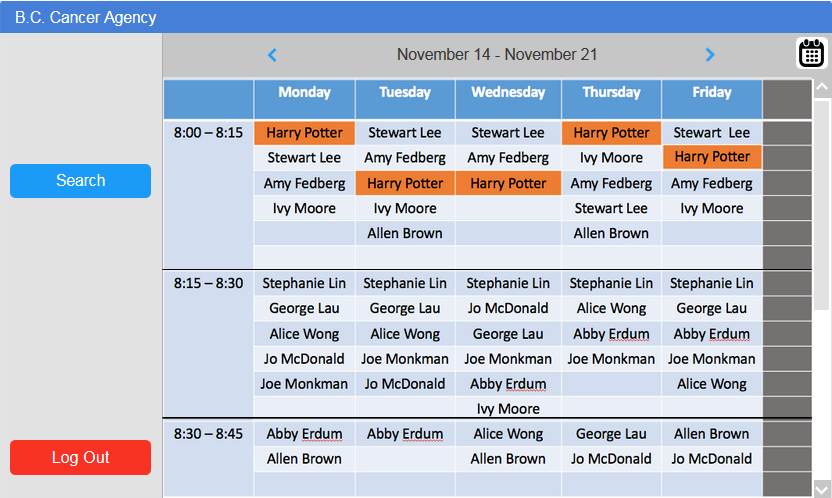 B.C. Cancer Agency
November 14 - November 21
Monday Tuesday Wednesday Thursday Friday
8:00 – 8:15 Harry Potter Stewart Lee Stewart Lee Harry Potter Stewart Lee
Stewart Lee Amy Fedberg Amy Fedberg Ivy Moore Harry Potter
Search
Amy Fedberg Harry Potter Harry Potter Amy Fedberg Amy Fedberg
Ivy Moore Ivy Moore Stewart Lee Ivy Moore
Allen Brown Allen Brown
8:15 – 8:30 Stephanie Lin Stephanie Lin Stephanie Lin Stephanie Lin Stephanie Lin
George Lau George Lau Jo McDonald Alice Wong George Lau
Alice Wong Alice Wong George Lau Abby Erdum Abby Erdum
Jo McDonald Joe Monkman Joe Monkman Joe Monkman Joe Monkman
Joe Monkman Jo McDonald Abby Erdum Alice Wong
Ivy Moore
8:30 – 8:45 Abby Erdum Abby Erdum Alice Wong George Lau Allen Brown
Log Out
Allen Brown Allen Brown Jo McDonald Jo McDonald